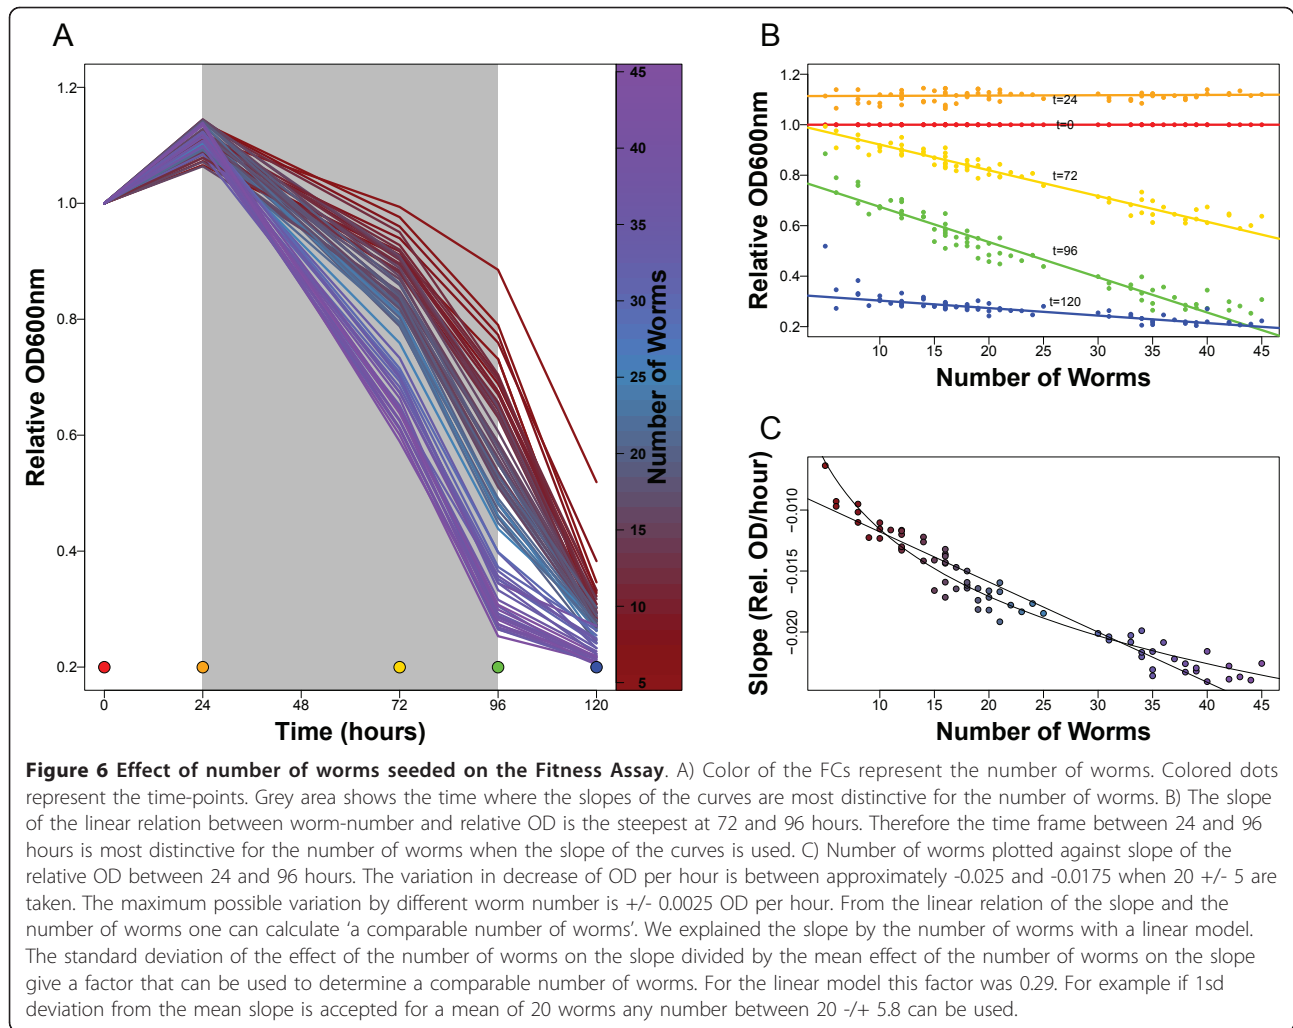 A
Relative OD600nm
1.2
1.0
0.8
0.6
0.4
0.2
0
24
48
72
96
120
Time (hours)
Number of Worms
45
40
35
30
25
20
15
10
5
B
Relative OD600nm
1.2
1.0
0.8
0.6
0.4
0.2
t=24
t=0
t=72
t=96
t=120
10
15
20
25
30
35
40
45
Number of Worms
C
Slope (Rel. OD/hour)
−0.010
−0.015
−0.020
10
15
20
25
30
35
40
45
Number of Worms
Figure 6 Effect of number of worms seeded on the Fitness Assay. A) Color of the FCs represent the number of worms. Colored dots
represent the time-points. Grey area shows the time where the slopes of the curves are most distinctive for the number of worms. B) The slope
of the linear relation between worm-number and relative OD is the steepest at 72 and 96 hours. Therefore the time frame between 24 and 96
hours is most distinctive for the number of worms when the slope of the curves is used. C) Number of worms plotted against slope of the
relative OD between 24 and 96 hours. The variation in decrease of OD per hour is between approximately -0.025 and -0.0175 when 20 +/- 5 are
taken. The maximum possible variation by different worm number is +/- 0.0025 OD per hour. From the linear relation of the slope and the
number of worms one can calculate ‘a comparable number of worms’. We explained the slope by the number of worms with a linear model.
The standard deviation of the effect of the number of worms on the slope divided by the mean effect of the number of worms on the slope
give a factor that can be used to determine a comparable number of worms. For the linear model this factor was 0.29. For example if 1sd
deviation from the mean slope is accepted for a mean of 20 worms any number between 20 -/+ 5.8 can be used.